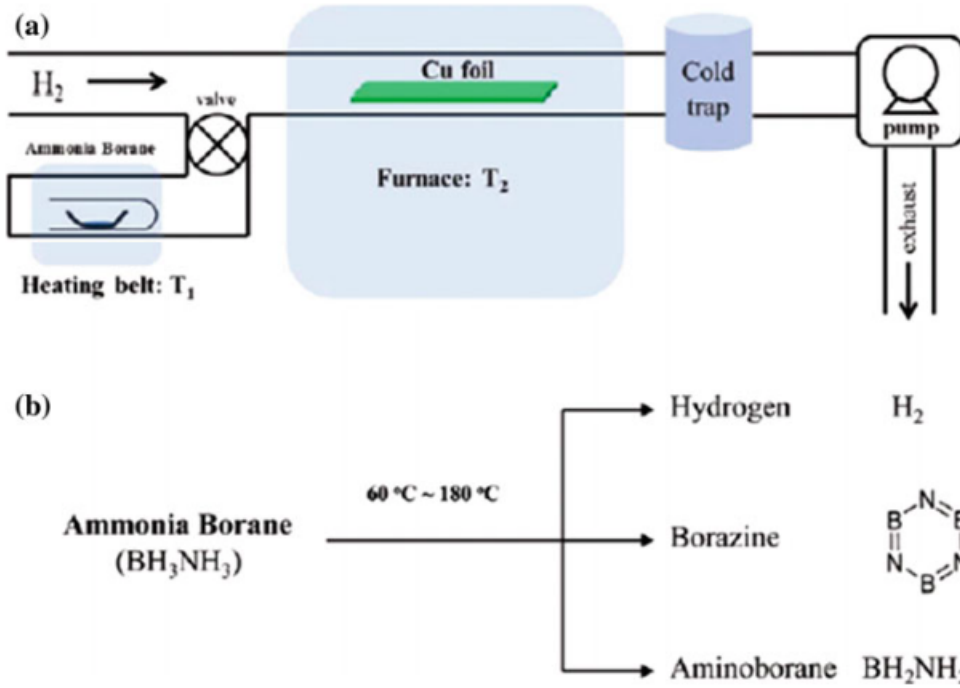 (a)
H₂
valve
Cu foil
Cold
trap
pump
Ammonia Borane
Furnace: T₂
exhaust
Heating belt: T₁
(b)
Hydrogen H₂
60 °C ~ 180 °C
Ammonia Borane
(BH₃NH₃)
Borazine
N
B B
N N
B
Aminoborane BH₂NH₂